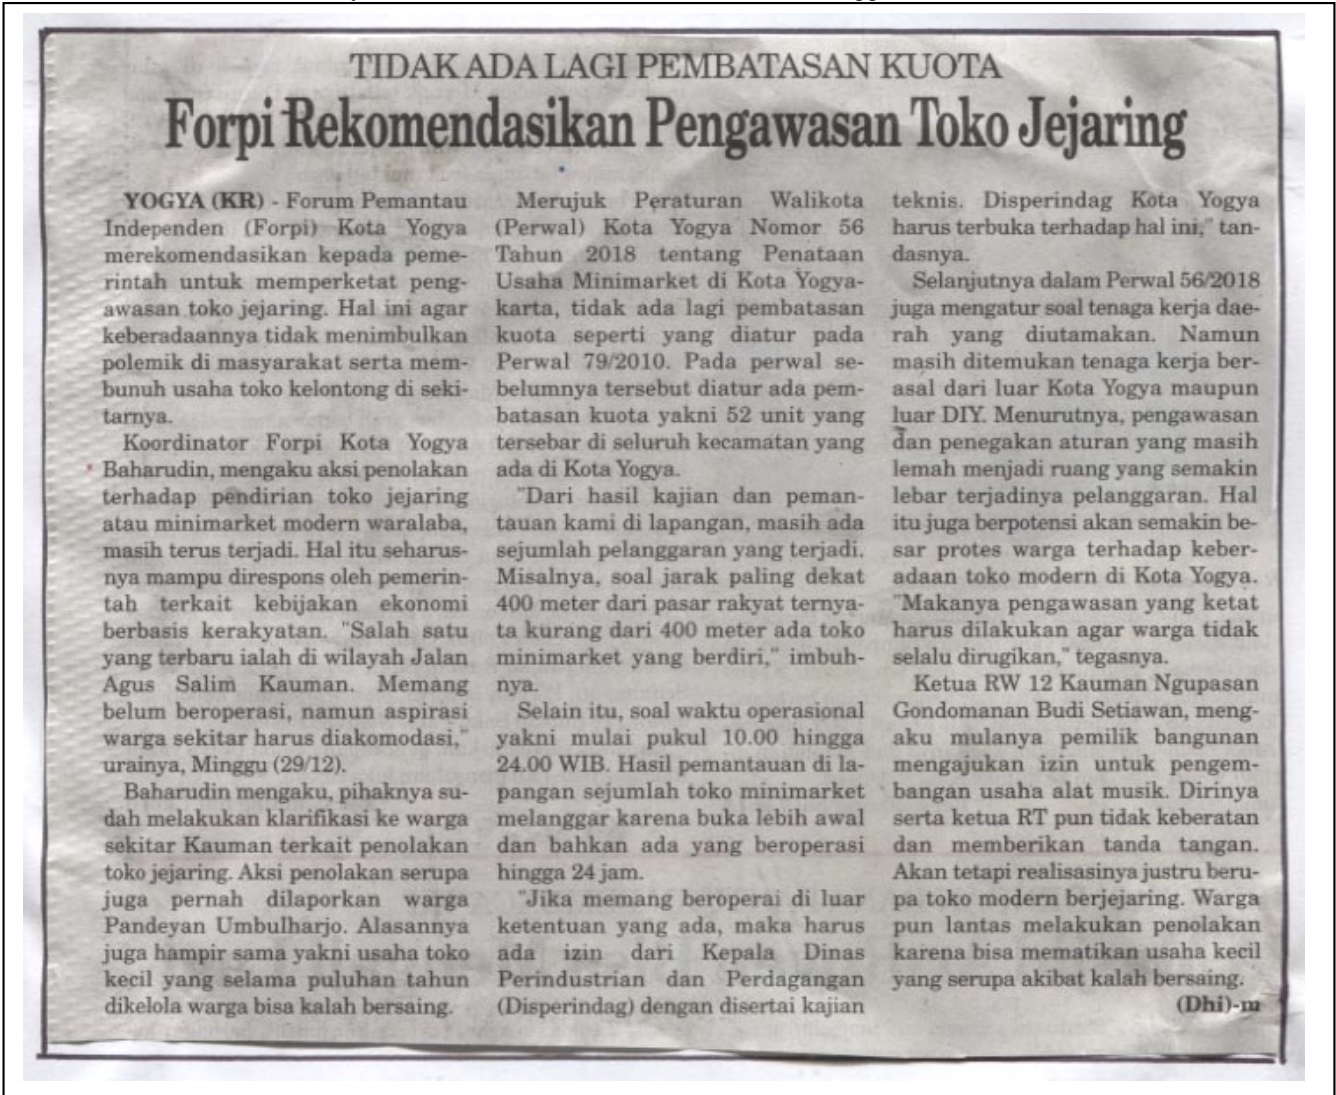 TIDAK ADA LAGI PEMBATASAN KUOTA
Forpi Rekomendasikan Pengawasan Toko Jejaring
YOGYA (KR) - Forum Pemantau
Independen (Forpi) Kota Yogya
merekomendasikan kepada peme-
rintah untuk memperketat peng-
awasan toko jejaring. Hal ini agar
keberadaannya tidak menimbulkan
polemik di masyarakat serta mem-
bunuh usaha toko kelontong di seki-
tarnya.
Koordinator Forpi Kota Yogya
Baharudin, mengaku aksi penolakan
terhadap pendirian toko jejaring
atau minimarket modern waralaba,
masih terus terjadi. Hal itu seharus-
nya mampu direspons oleh pemerin-
tah terkait kebijakan ekonomi
berbasis kerakyatan. "Salah satu
yang terbaru ialah di wilayah Jalan
Agus Salim Kauman. Memang
belum beroperasi, namun aspirasi
warga sekitar harus diakomodasi,"
urainya, Minggu (29/12).
Baharudin mengaku, pihaknya su-
dah melakukan klarifikasi ke warga
sekitar Kauman terkait penolakan
toko jejaring. Aksi penolakan serupa
juga pernah dilaporkan warga
Pandeyan Umbulharjo. Alasannya
juga hampir sama yakni usaha toko
kecil yang selama puluhan tahun
dikelola warga bisa kalah bersaing.
Merujuk Peraturan Walikota
(Perwal) Kota Yogya Nomor 56
Tahun 2018 tentang Penataan
Usaha Minimarket di Kota Yogya-
karta, tidak ada lagi pembatasan
kuota seperti yang diatur pada
Perwal 79/2010. Pada perwal se-
belumnya tersebut diatur ada pem-
batasan kuota yakni 52 unit yang
tersebar di seluruh kecamatan yang
ada di Kota Yogya.
"Dari hasil kajian dan peman-
tauan kami di lapangan, masih ada
sejumlah pelanggaran yang terjadi.
Misalnya, soal jarak paling dekat
400 meter dari pasar rakyat ternya-
ta kurang dari 400 meter ada toko
minimarket yang berdiri," imbuh-
nya.
Selain itu, soal waktu operasional
yakni mulai pukul 10.00 hingga
24.00 WIB. Hasil pemantauan di la-
pangan sejumlah toko minimarket
melanggar karena buka lebih awal
dan bahkan ada yang beroperasi
hingga 24 jam.
"Jika memang beroperai di luar
ketentuan yang ada, maka harus
ada izin dari Kepala Dinas
Perindustrian dan Perdagangan
(Disperindag) dengan disertai kajian
teknis. Disperindag Kota Yogya
harus terbuka terhadap hal ini," tan-
dasnya.
Selanjutnya dalam Perwal 56/2018
juga mengatur soal tenaga kerja dae-
rah yang diutamakan. Namun
masih ditemukan tenaga kerja ber-
asal dari luar Kota Yogya maupun
luar DIY. Menurutnya, pengawasan
dan penegakan aturan yang masih
lemah menjadi ruang yang semakin
lebar terjadinya pelanggaran. Hal
itu juga berpotensi akan semakin be-
sar protes warga terhadap keber-
adaan toko modern di Kota Yogya.
"Makanya pengawasan yang ketat
harus dilakukan agar warga tidak
selalu dirugikan," tegasnya.
Ketua RW 12 Kauman Ngupasan
Gondomanan Budi Setiawan, meng-
aku mulanya pemilik bangunan
mengajukan izin untuk pengem-
bangan usaha alat musik. Dirinya
serta ketua RT pun tidak keberatan
dan memberikan tanda tangan.
Akan tetapi realisasinya justru beru-
pa toko modern berjejaring. Warga
pun lantas melakukan penolakan
karena bisa mematikan usaha kecil
yang serupa akibat kalah bersaing.
(Dhi)-m